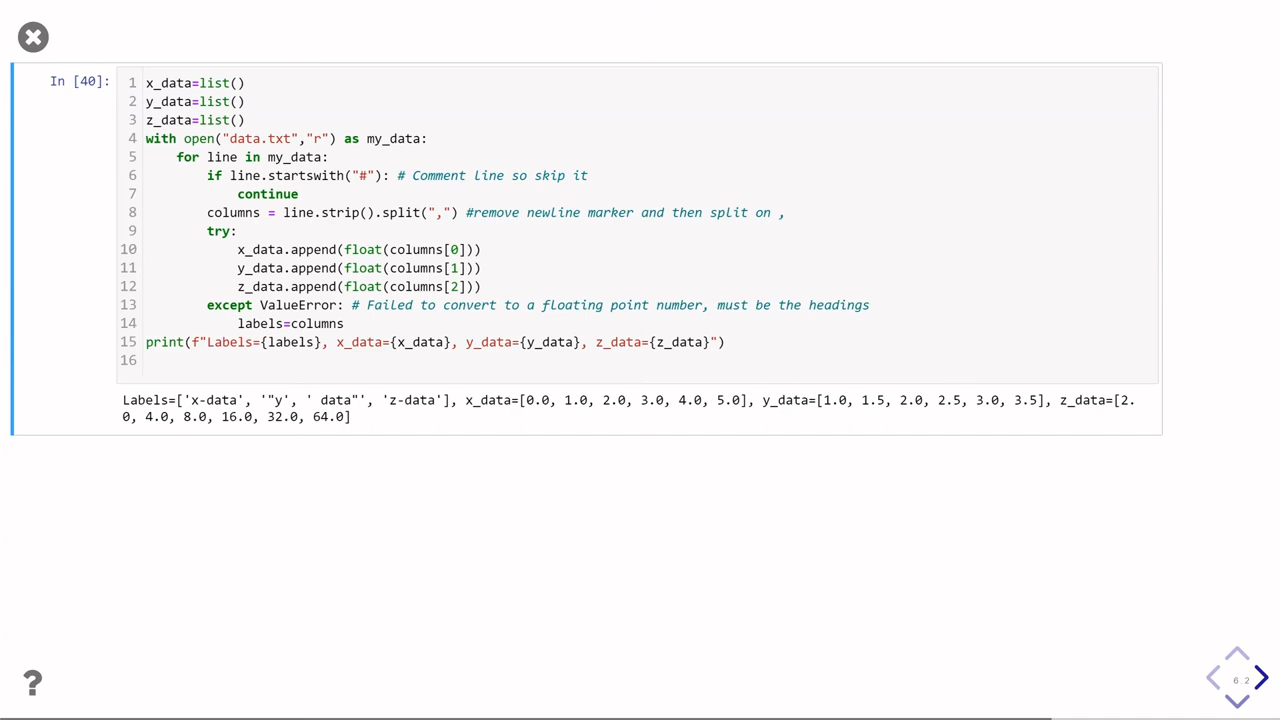 In [40]:
1 x_data=list()
2 y_data=list()
3 z_data=list()
4 with open("data.txt","r") as my_data:
5     for line in my_data:
6         if line.startswith("#"): # Comment line so skip it
7             continue
8         columns = line.strip().split(",") #remove newline marker and then split on ,
9         try:
10             x_data.append(float(columns[0]))
11             y_data.append(float(columns[1]))
12             z_data.append(float(columns[2]))
13         except ValueError: # Failed to convert to a floating point number, must be the headings
14             labels=columns
15 print(f"Labels={labels}, x_data={x_data}, y_data={y_data}, z_data={z_data}")
16
Labels=['x-data', '"y', ' data"', 'z-data'], x_data=[0.0, 1.0, 2.0, 3.0, 4.0, 5.0], y_data=[1.0, 1.5, 2.0, 2.5, 3.0, 3.5], z_data=[2.
0, 4.0, 8.0, 16.0, 32.0, 64.0]
?
6.2